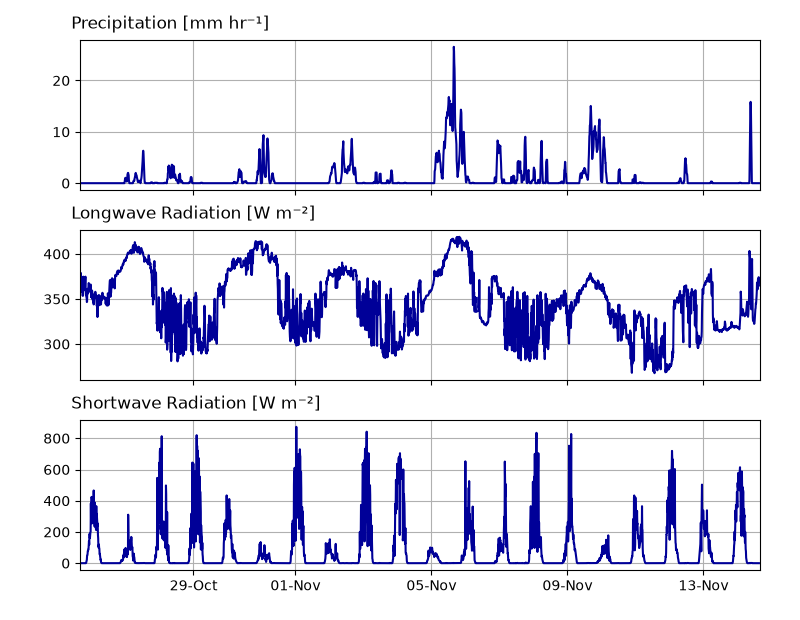 Precipitation [mm hr⁻¹]
20
10
0
Longwave Radiation [W m⁻²]
400
350
300
Shortwave Radiation [W m⁻²]
800
600
400
200
0
29-Oct 01-Nov 05-Nov 09-Nov 13-Nov